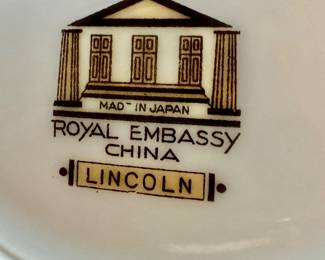 MADE IN JAPAN
ROYAL EMBASSY
CHINA
LINCOLN